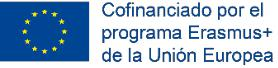 Cofinanciado por el
programa Erasmus+
de la Unión Europea